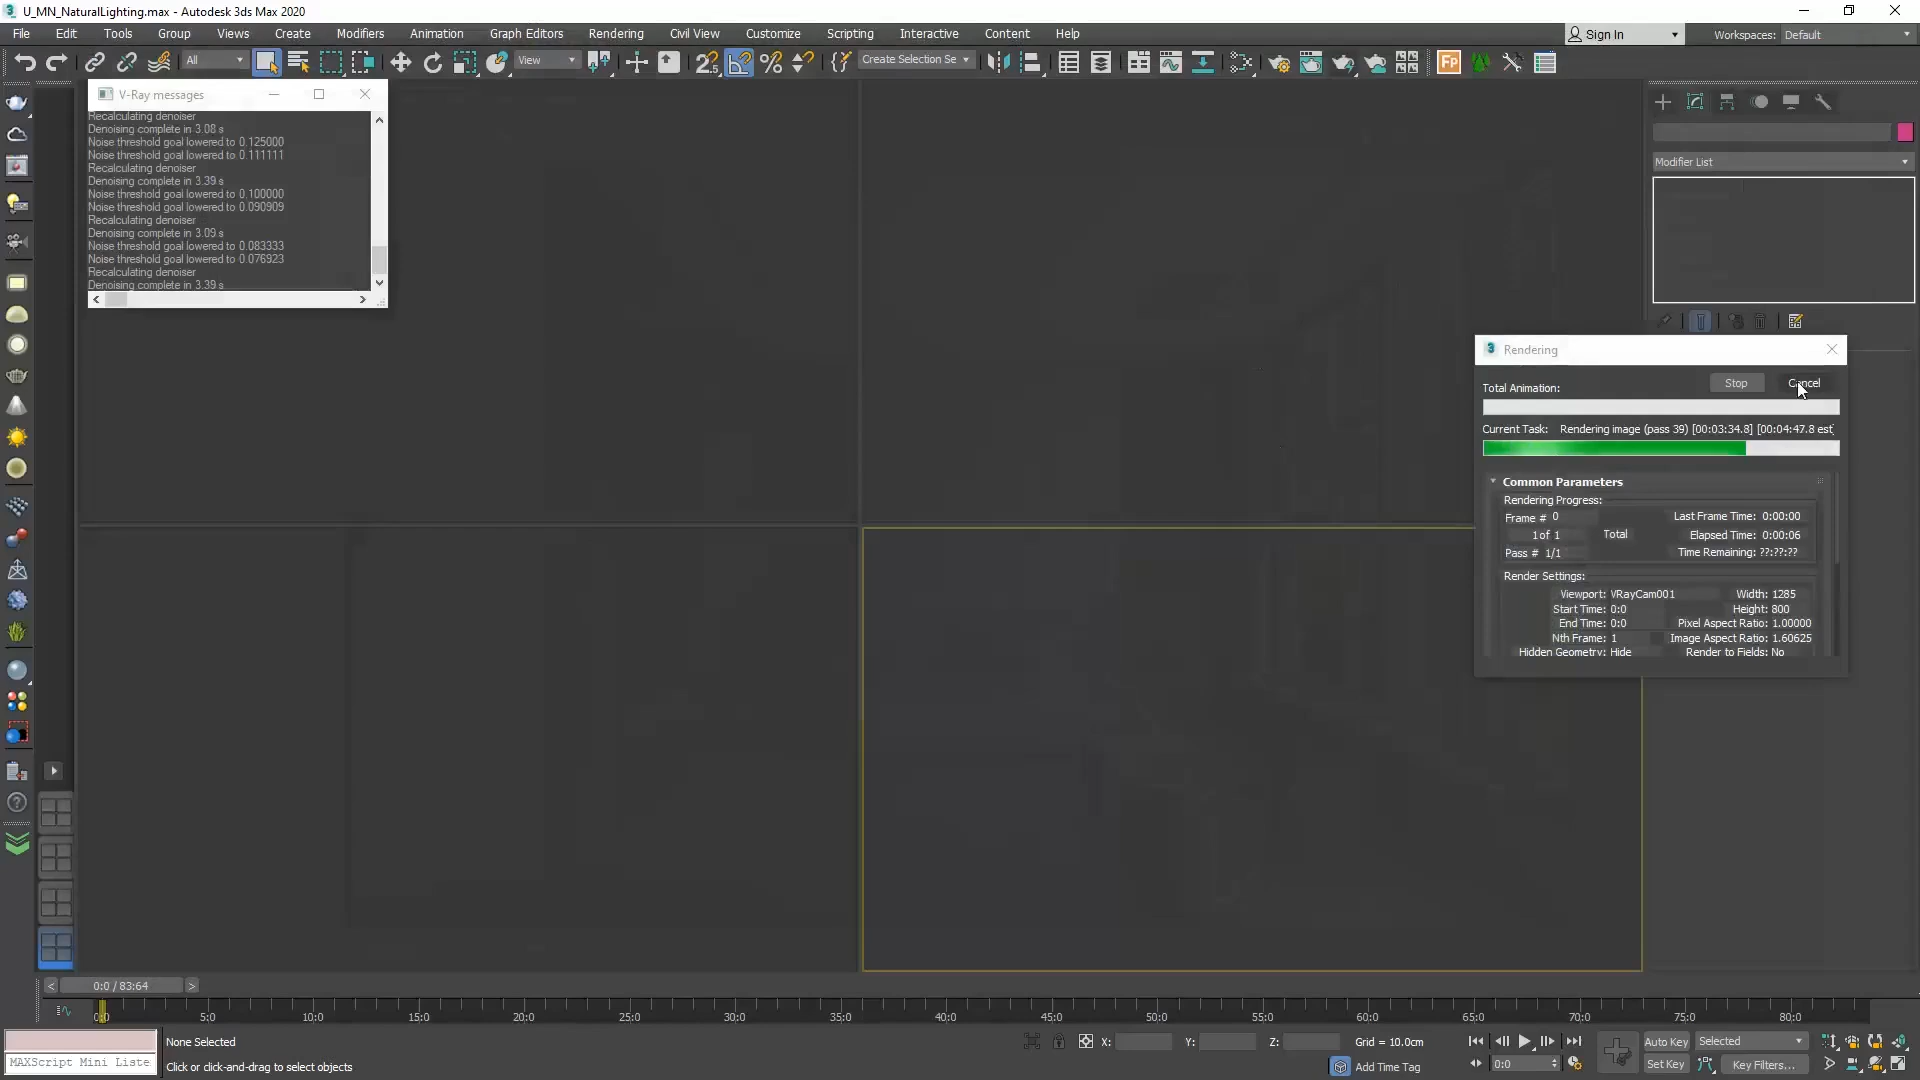 U_MN_NaturalLighting.max - Autodesk 3ds Max 2020
File Edit Tools Group Views Create Modifiers Animation Graph Editors Rendering Civil View Customize Scripting Interactive Content Help
Sign In
Workspaces: Default
All
View
Create Selection Se
V-Ray messages
Recalculating denoiser
Denoising complete in 3.08 s
Noise threshold goal lowered to 0.125000
Noise threshold goal lowered to 0.111111
Recalculating denoiser
Denoising complete in 3.39 s
Noise threshold goal lowered to 0.100000
Noise threshold goal lowered to 0.090909
Recalculating denoiser
Denoising complete in 3.09 s
Noise threshold goal lowered to 0.083333
Noise threshold goal lowered to 0.076923
Recalculating denoiser
Denoising complete in 3.39 s
Modifier List
Rendering
Stop Cancel
Total Animation:
Current Task: Rendering image (pass 39) [00:03:34.8] [00:04:47.8 est
Common Parameters
Rendering Progress:
Frame # 0 Last Frame Time: 0:00:00
1 of 1 Total Elapsed Time: 0:00:06
Pass # 1/1 Time Remaining: ??:??:??
Render Settings:
Viewport: VRayCam001 Width: 1285
Start Time: 0:0 Height: 800
End Time: 0:0 Pixel Aspect Ratio: 1.00000
Nth Frame: 1 Image Aspect Ratio: 1.60625
Hidden Geometry: Hide Render to Fields: No
< 0:0 / 83:64 >
0:0 5:0 10:0 15:0 20:0 25:0 30:0 35:0 40:0 45:0 50:0 55:0 60:0 65:0 70:0 75:0 80:0
None Selected X: Y: Z: Grid = 10.0cm Auto Key Selected
MAXScript Mini Liste Click or click-and-drag to select objects Add Time Tag 0:0 Set Key Key Filters...